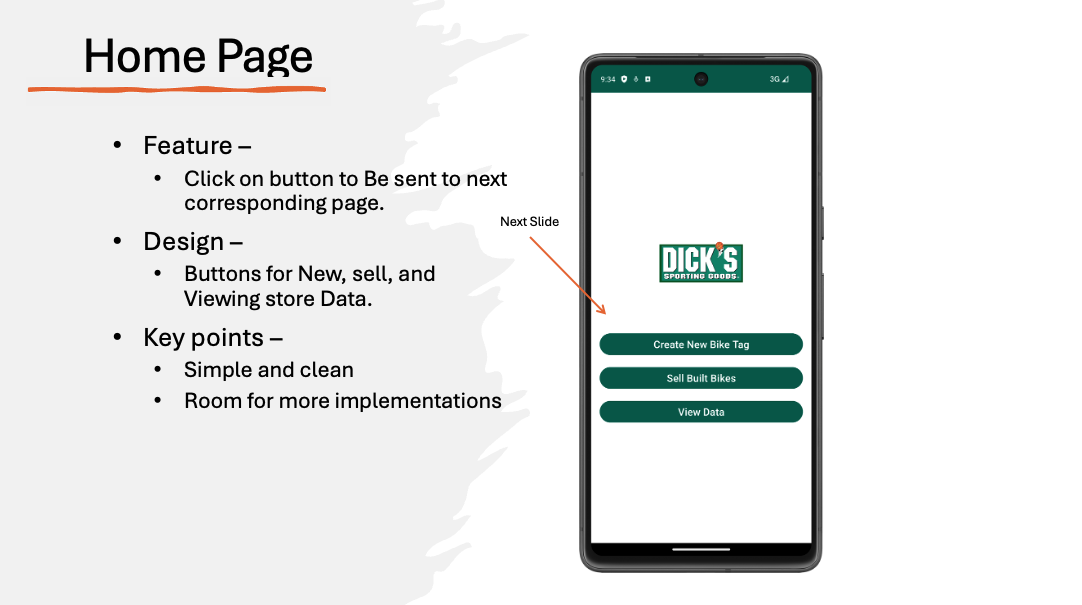 Home Page
• Feature –
• Click on button to Be sent to next
corresponding page.
• Design –
• Buttons for New, sell, and
Viewing store Data.
• Key points –
• Simple and clean
• Room for more implementations
Next Slide
9:34
3G
DICK'S
SPORTING GOODS
Create New Bike Tag
Sell Built Bikes
View Data